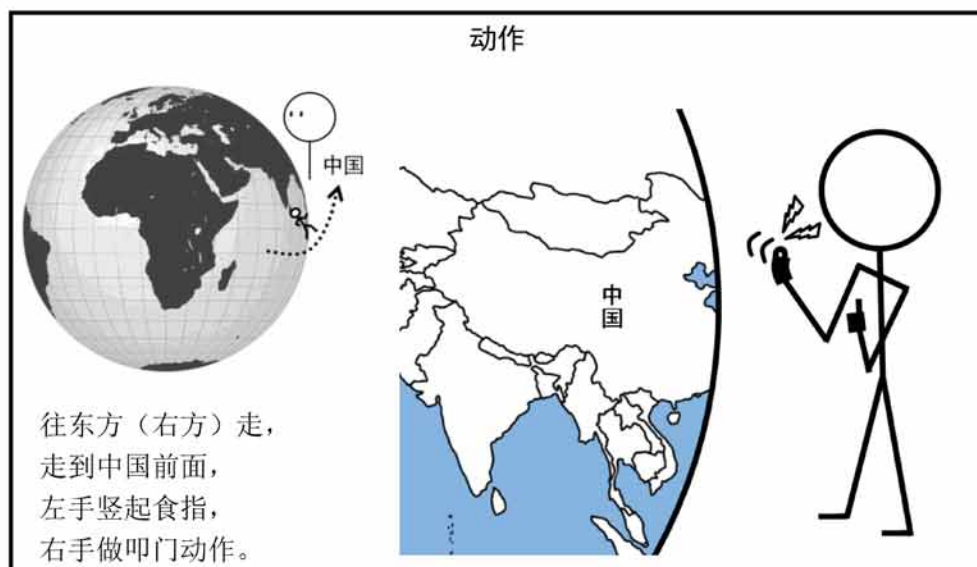 动作
中国
中国
往东方（右方）走，
走到中国前面，
左手竖起食指，
右手做叩门动作。